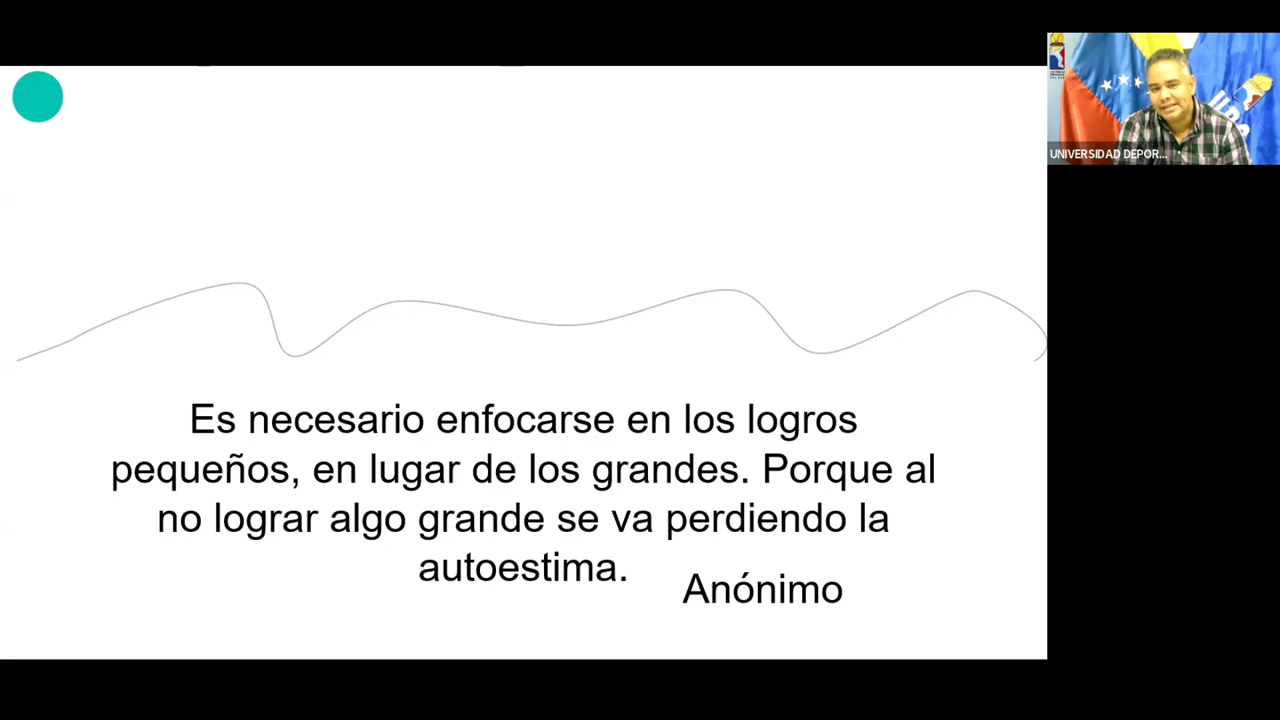 UNIVERSIDAD DEPOR...
Es necesario enfocarse en los logros
pequeños, en lugar de los grandes. Porque al
no lograr algo grande se va perdiendo la
autoestima.
Anónimo